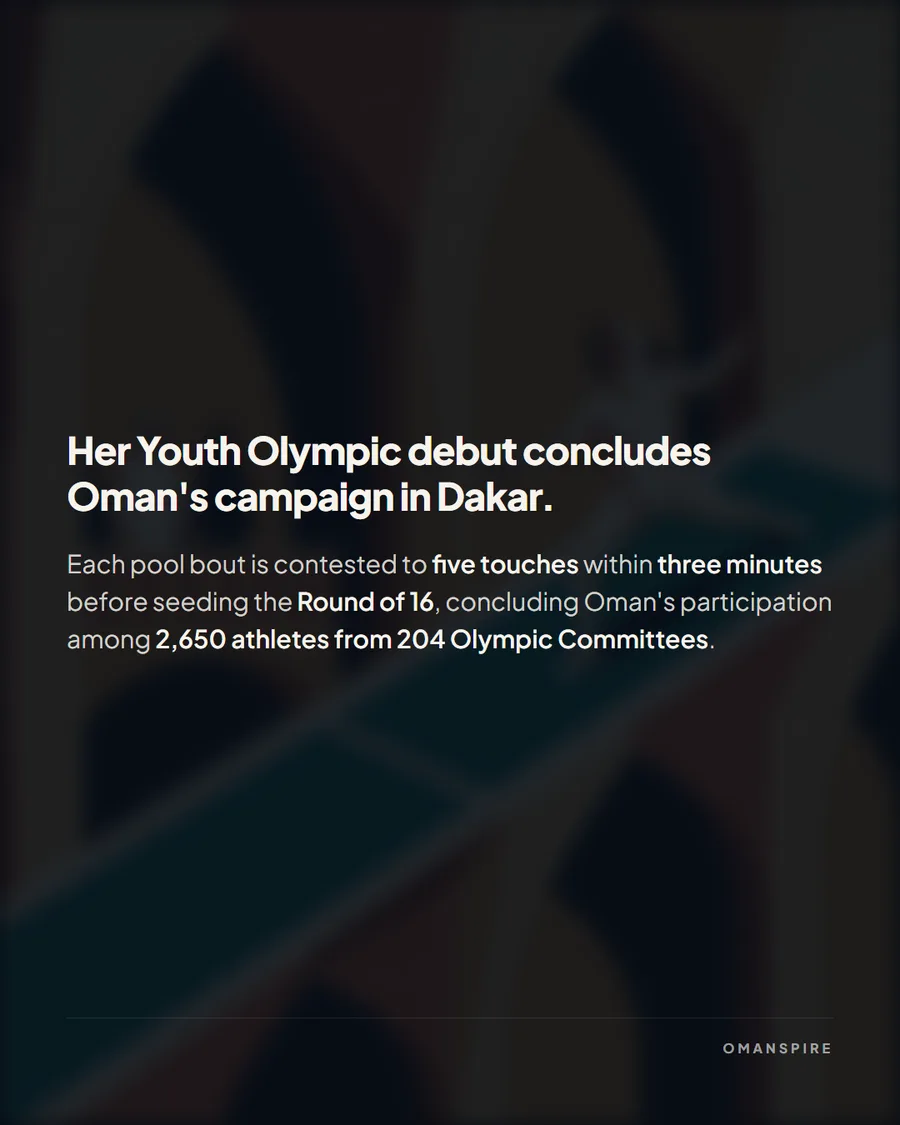 Her Youth Olympic debut concludes
Oman's campaign in Dakar.
Each pool bout is contested to five touches within three minutes
before seeding the Round of 16, concluding Oman's participation
among 2,650 athletes from 204 Olympic Committees.
OMANSPIRE